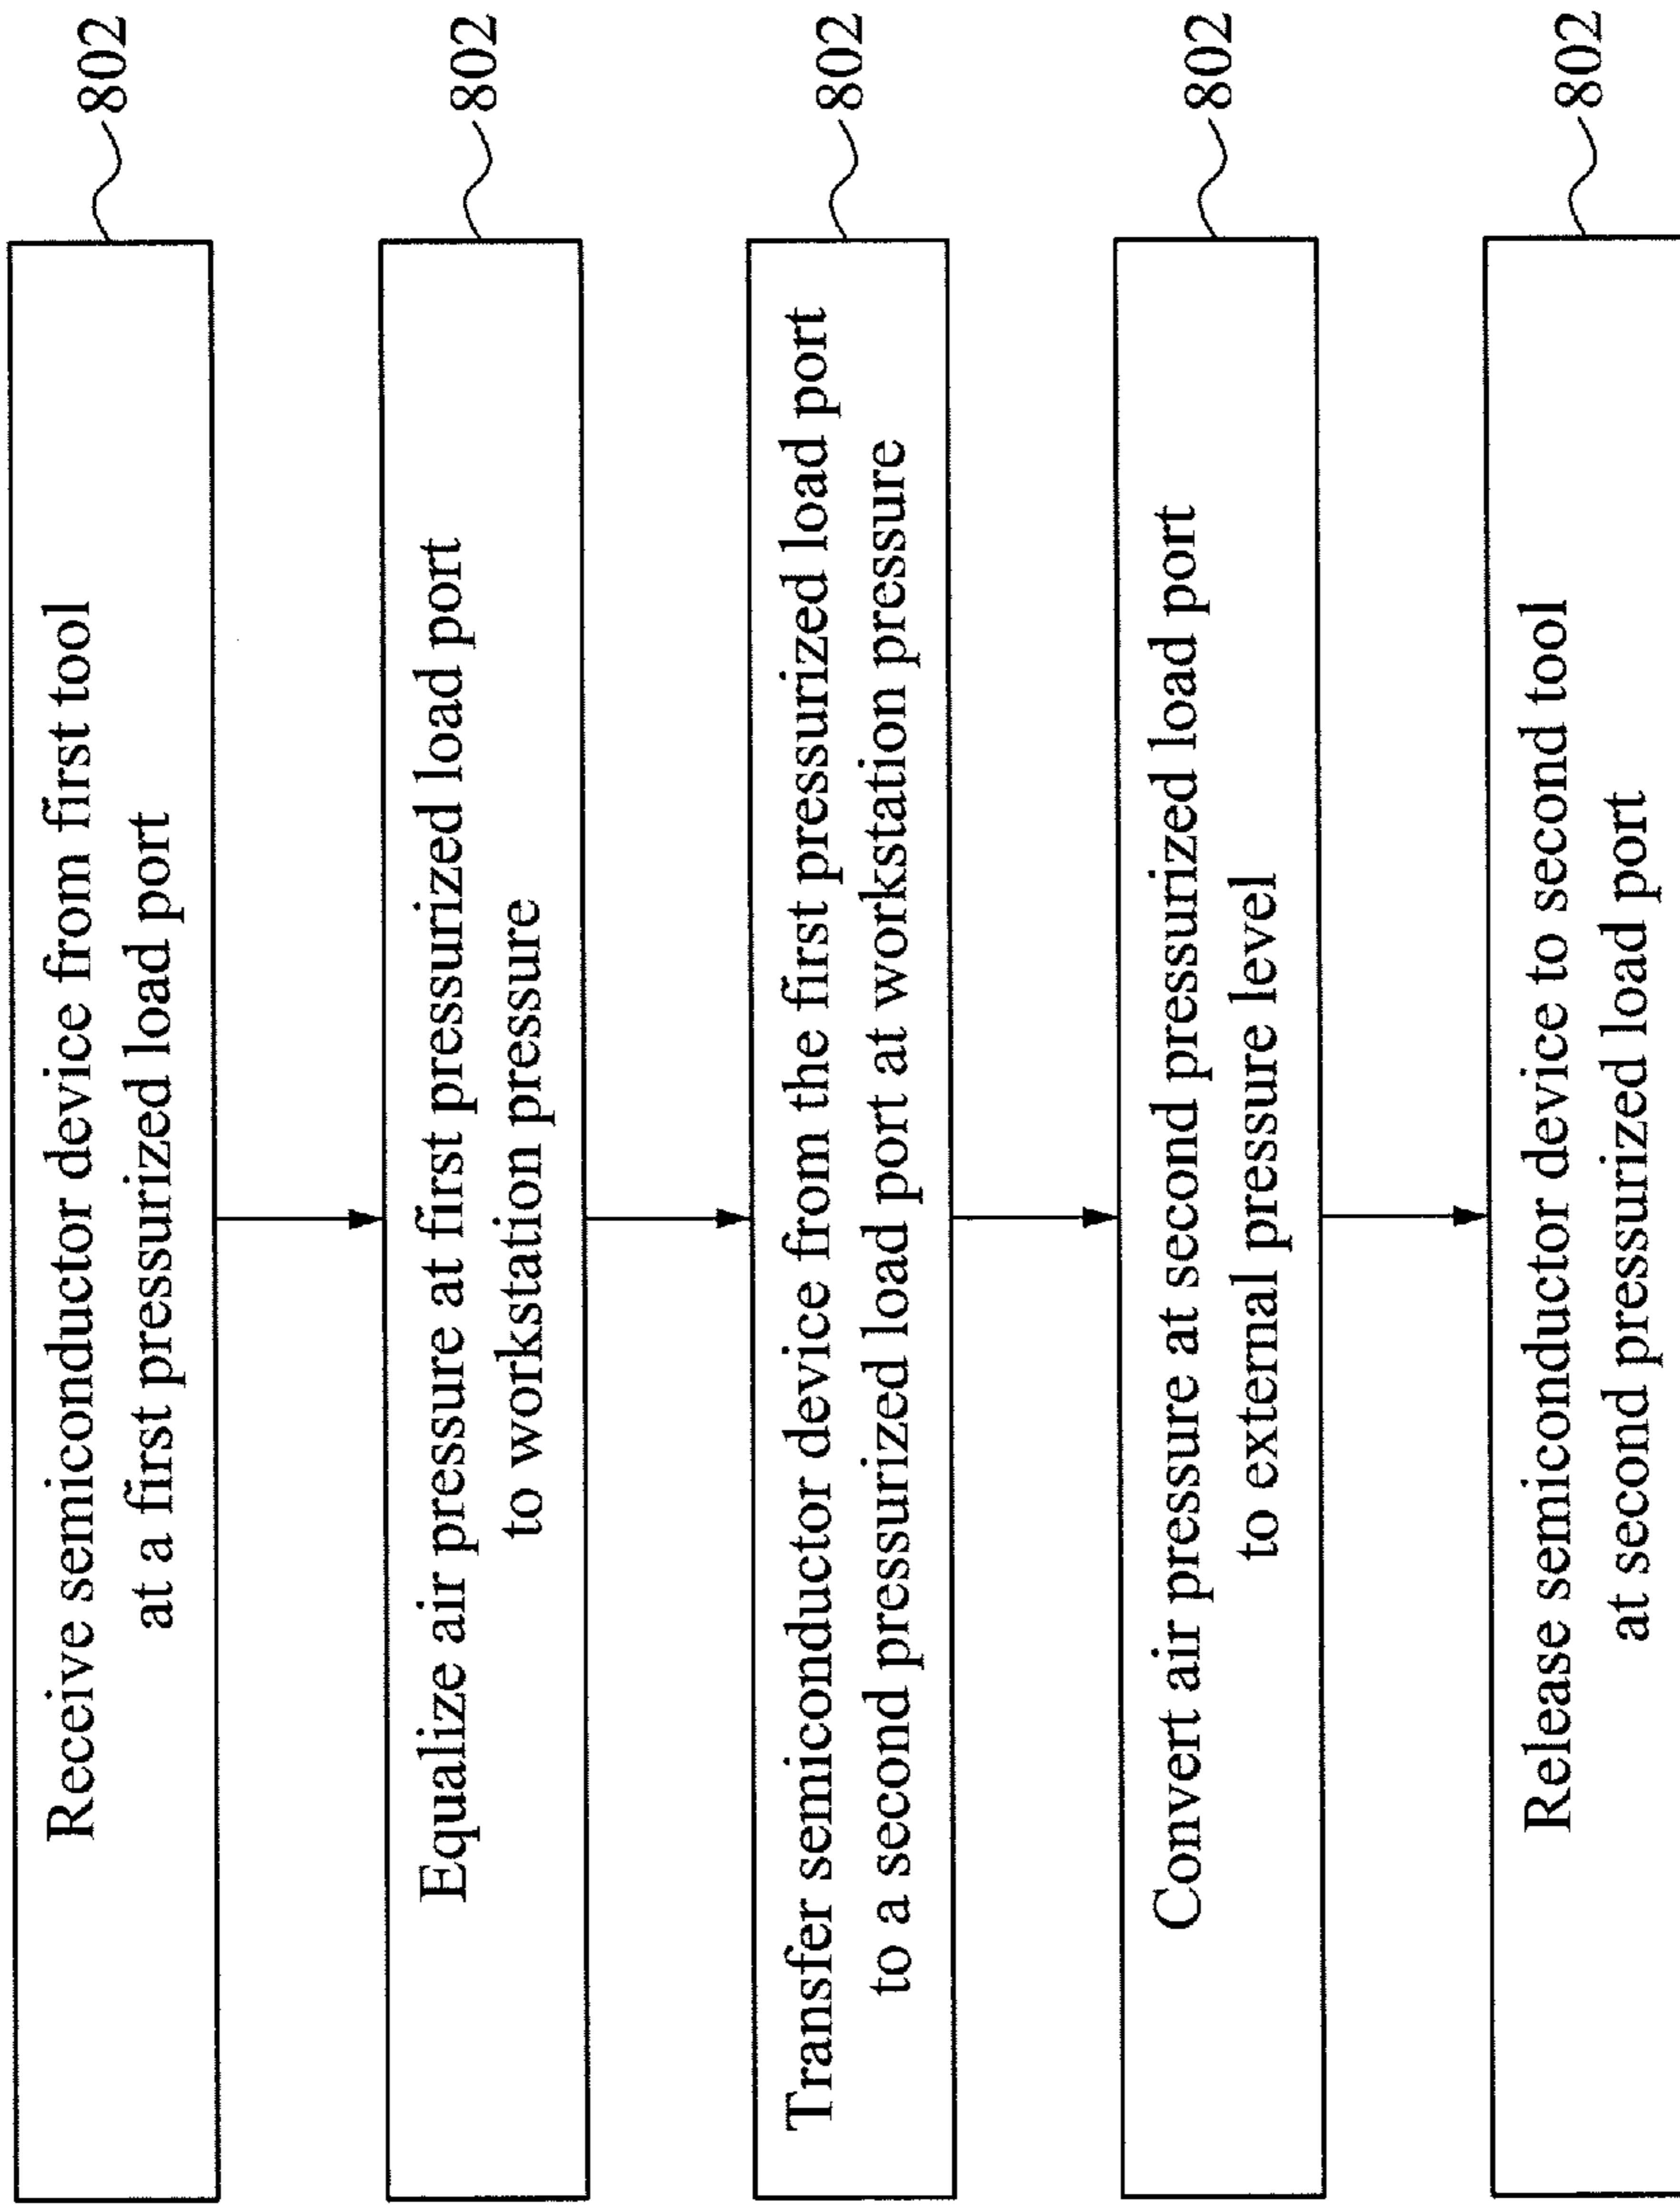 Receive semiconductor device from first tool
at a first pressurized load port
802
Equalize air pressure at first pressurized load port
to workstation pressure
802
Transfer semiconductor device from the first pressurized load port
to a second pressurized load port at workstation pressure
802
Convert air pressure at second pressurized load port
to external pressure level
802
Release semiconductor device to second tool
at second pressurized load port
802